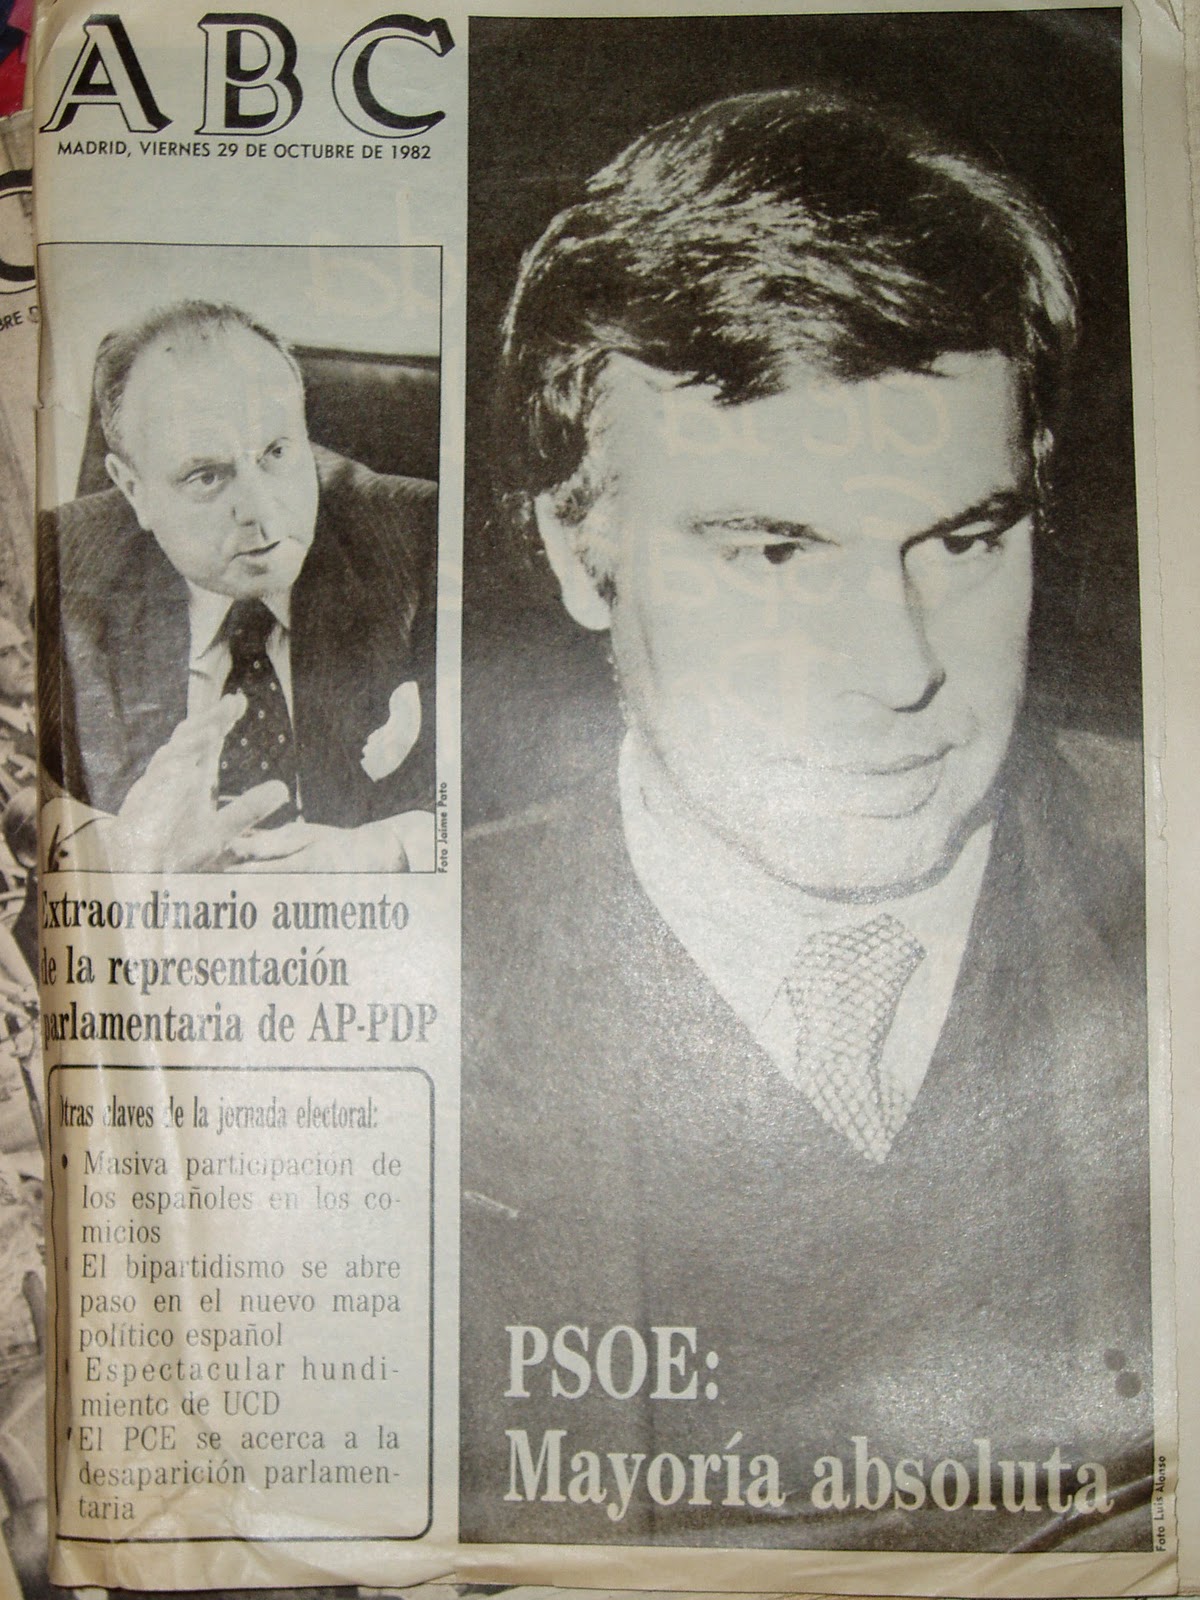 ABC
MADRID, VIERNES 29 DE OCTUBRE DE 1982
Foto Jaime Pato
Extraordinario aumento
de la representación
parlamentaria de AP-PDP
Otras claves de la jornada electoral:
• Masiva participación de
los españoles en los co-
micios
• El bipartidismo se abre
paso en el nuevo mapa
político español
• Espectacular hundi-
miento de UCD
• El PCE se acerca a la
desaparición parlamen-
taria
PSOE:
Mayoría absoluta
Foto Luis Alonso